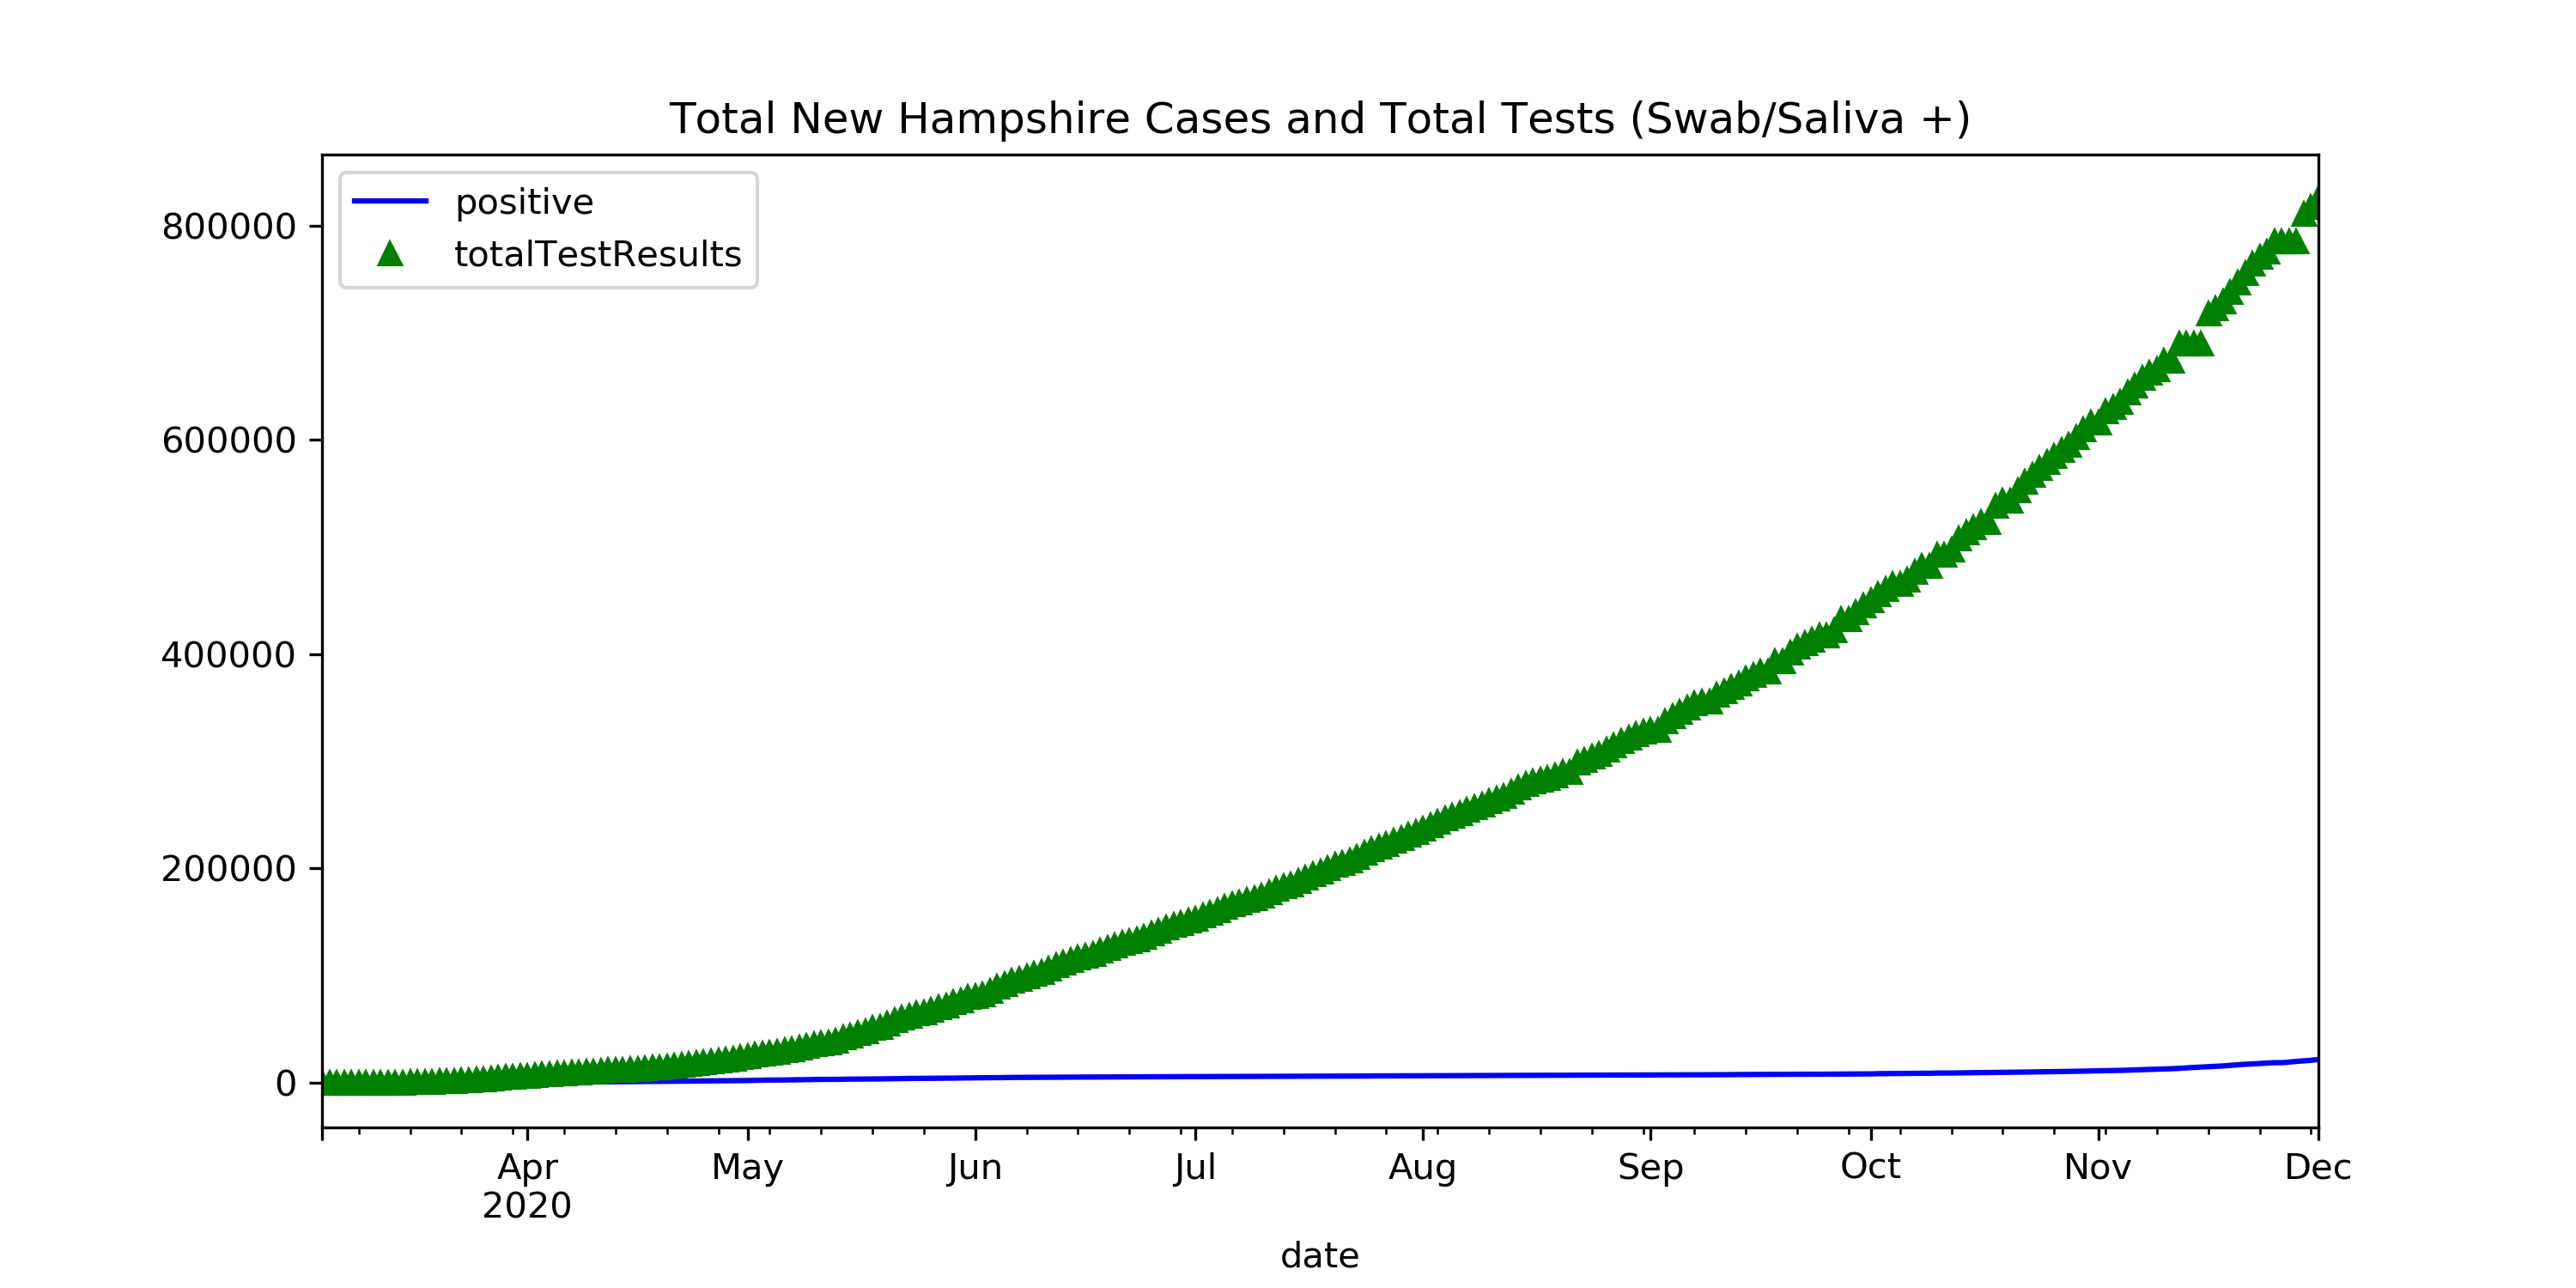 Total New Hampshire Cases and Total Tests (Swab/Saliva +)
positive
totalTestResults
800000
600000
400000
200000
0
Apr May Jun Jul Aug Sep Oct Nov Dec
2020
date